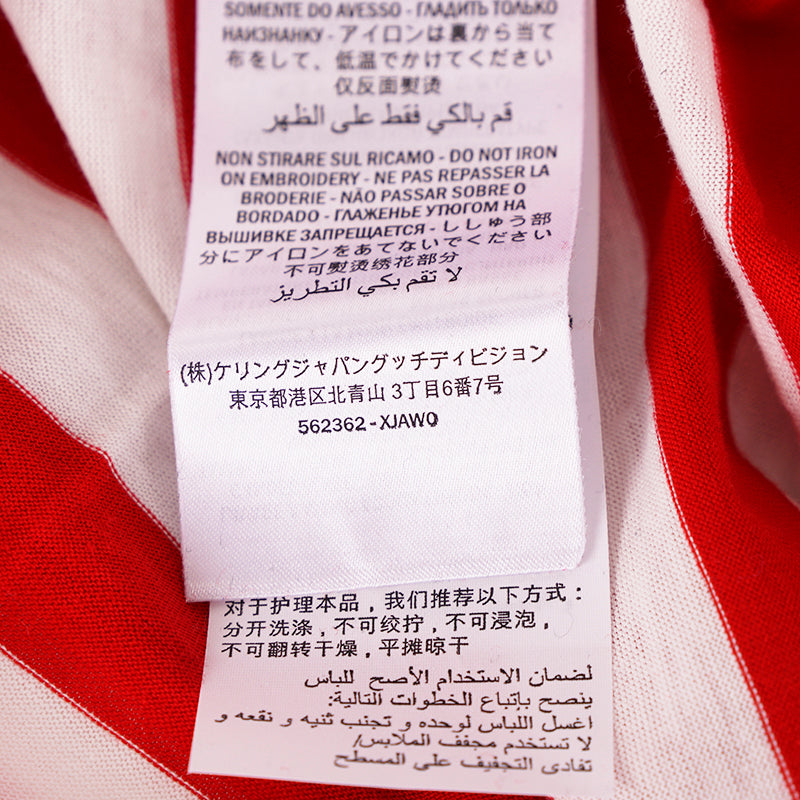 SOMENTE DO AVESSO - ГЛАДИТЬ ТОЛЬКО
НАИЗНАНКУ - アイロンは裏から当て
布をして、低温でかけてください
仅反面熨烫
قم بالكي فقط على الظهر
NON STIRARE SUL RICAMO - DO NOT IRON
ON EMBROIDERY - NE PAS REPASSER LA
BRODERIE - NÃO PASSAR SOBRE O
BORDADO - ГЛАЖЕНЬЕ УТЮГОМ НА
ВЫШИВКЕ ЗАПРЕЩАЕТСЯ - ししゅう部
分にアイロンをあてないでください
不可熨烫绣花部分
لا تقم بكي التطريز
(株)ケリングジャパングッチディビジョン
東京都港区北青山 3丁目6番7号
562362-XJAWO
对于护理本品，我们推荐以下方式：
分开洗涤，不可绞拧，不可浸泡，
不可翻转干燥，平摊晾干
لضمان الاستخدام الأصح للباس
ينصح بإتباع الخطوات التالية:
اغسل اللباس لوحده و تجنب ثنيه و نقعه و
لا تستخدم مجفف الملابس/
تفادى التجفيف على المسطح